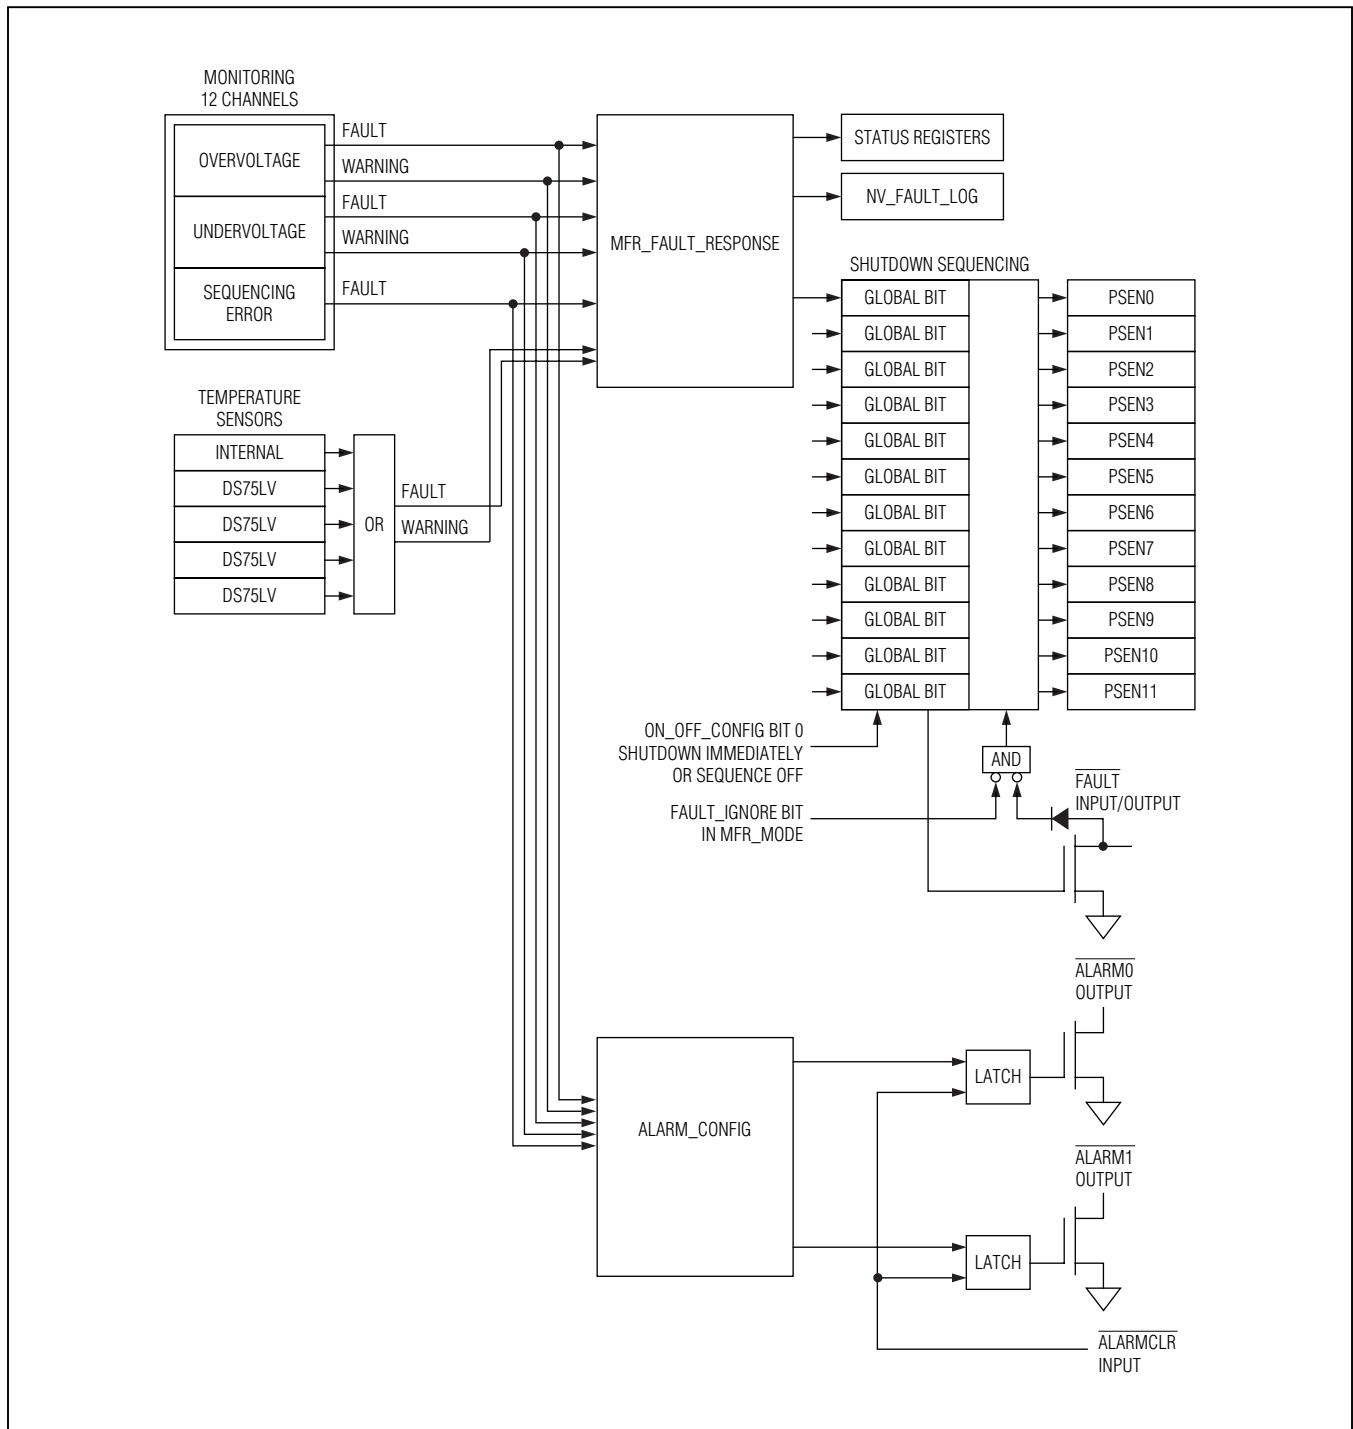 MONITORING
12 CHANNELS
OVERVOLTAGE
UNDERVOLTAGE
SEQUENCING
ERROR
FAULT
WARNING
FAULT
WARNING
FAULT
TEMPERATURE
SENSORS
INTERNAL
DS75LV
DS75LV
DS75LV
DS75LV
OR
FAULT
WARNING
MFR_FAULT_RESPONSE
STATUS REGISTERS
NV_FAULT_LOG
SHUTDOWN SEQUENCING
GLOBAL BIT
GLOBAL BIT
GLOBAL BIT
GLOBAL BIT
GLOBAL BIT
GLOBAL BIT
GLOBAL BIT
GLOBAL BIT
GLOBAL BIT
GLOBAL BIT
GLOBAL BIT
GLOBAL BIT
PSEN0
PSEN1
PSEN2
PSEN3
PSEN4
PSEN5
PSEN6
PSEN7
PSEN8
PSEN9
PSEN10
PSEN11
ON_OFF_CONFIG BIT 0
SHUTDOWN IMMEDIATELY
OR SEQUENCE OFF
AND
FAULT_IGNORE BIT
IN MFR_MODE
FAULT
INPUT/OUTPUT
ALARM_CONFIG
LATCH
ALARM0
OUTPUT
LATCH
ALARM1
OUTPUT
ALARMCLR
INPUT